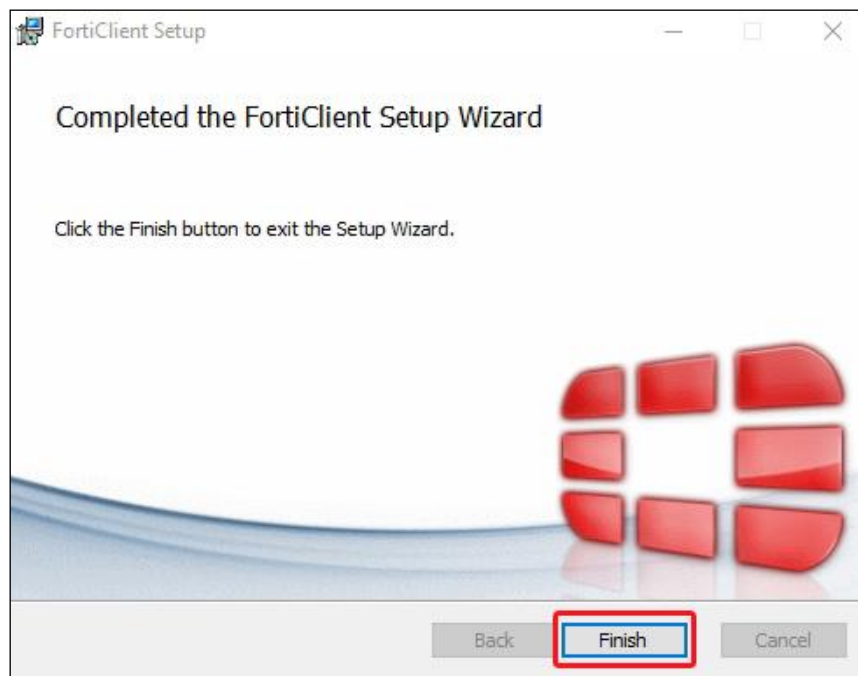 FortiClient Setup
Completed the FortiClient Setup Wizard
Click the Finish button to exit the Setup Wizard.
Back Finish Cancel